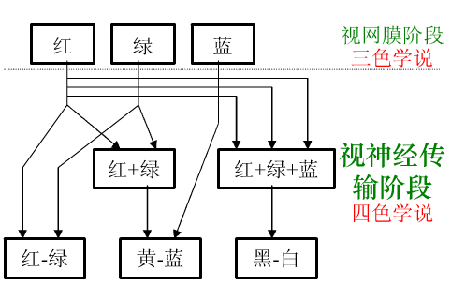 红 绿 蓝 视网膜阶段
三色学说
红+绿 红+绿+蓝 视神经传
输阶段
四色学说
红-绿 黄-蓝 黑-白